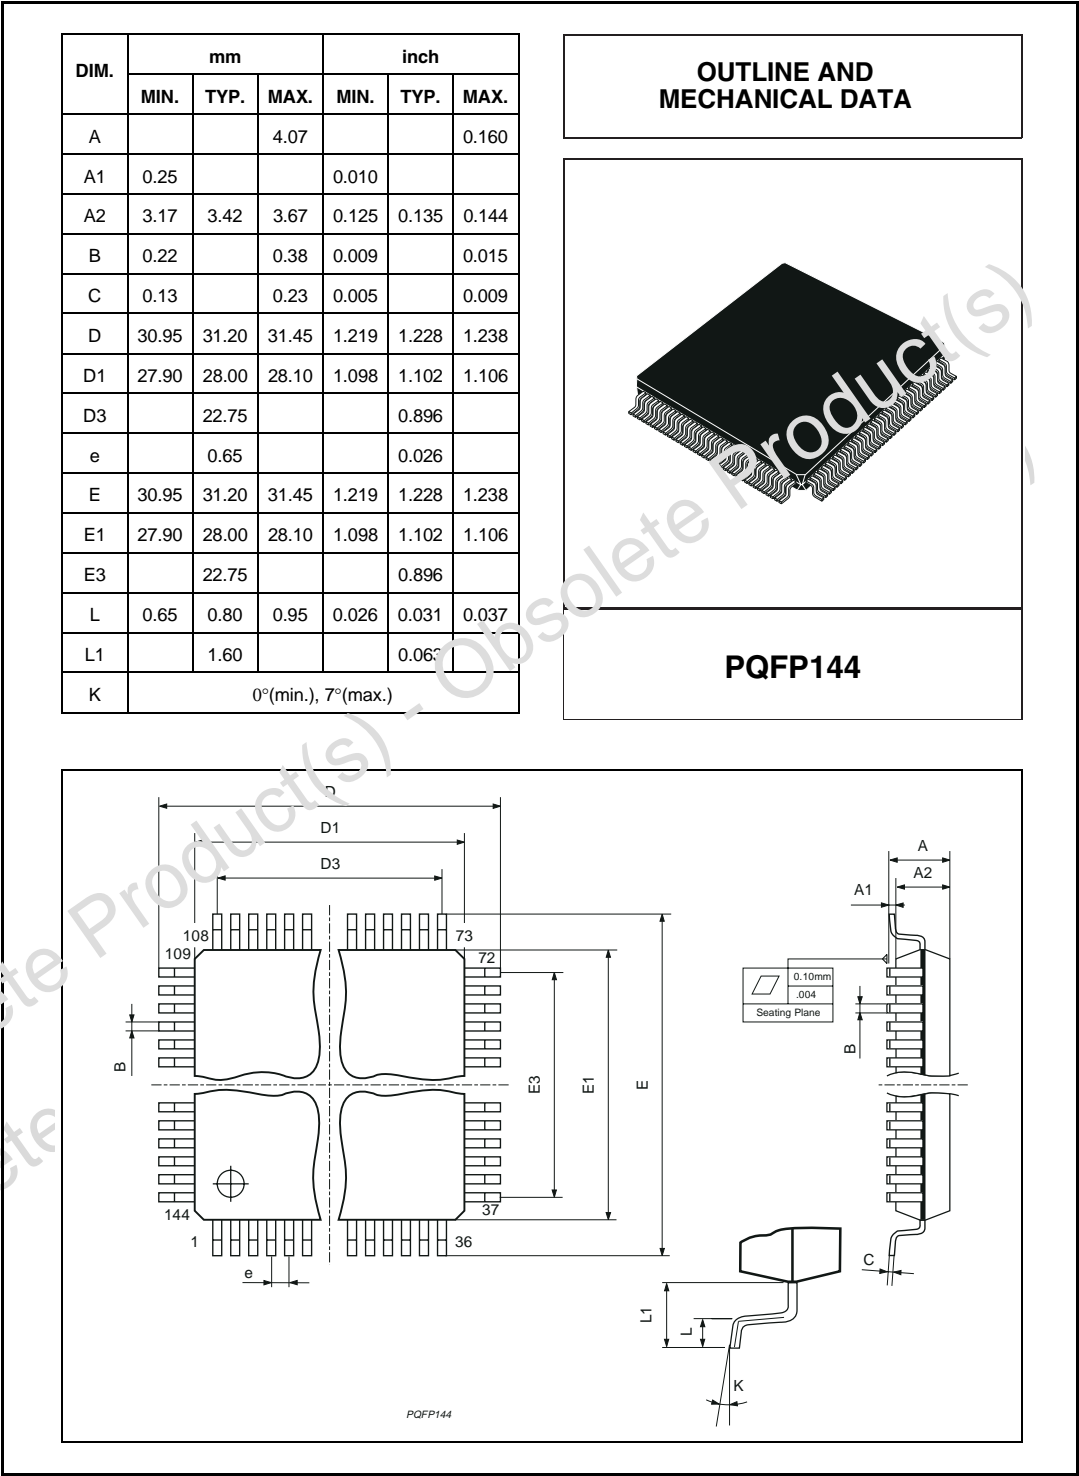 DIM. mm inch
MIN. TYP. MAX. MIN. TYP. MAX.
A 4.07 0.160
A1 0.25 0.010
A2 3.17 3.42 3.67 0.125 0.135 0.144
B 0.22 0.38 0.009 0.015
C 0.13 0.23 0.005 0.009
D 30.95 31.20 31.45 1.219 1.228 1.238
D1 27.90 28.00 28.10 1.098 1.102 1.106
D3 22.75 0.896
e 0.65 0.026
E 30.95 31.20 31.45 1.219 1.228 1.238
E1 27.90 28.00 28.10 1.098 1.102 1.106
E3 22.75 0.896
L 0.65 0.80 0.95 0.026 0.031 0.037
L1 1.60 0.063
K 0°(min.), 7°(max.)
OUTLINE AND
MECHANICAL DATA
PQFP144
Product(s) - Obsolete Product(s)
D
D1
D3
108
73
109
72
B
E3
E1
E
144
37
1
36
e
A
A2
A1
0.10mm
.004
Seating Plane
B
C
L1
L
K
PQFP144